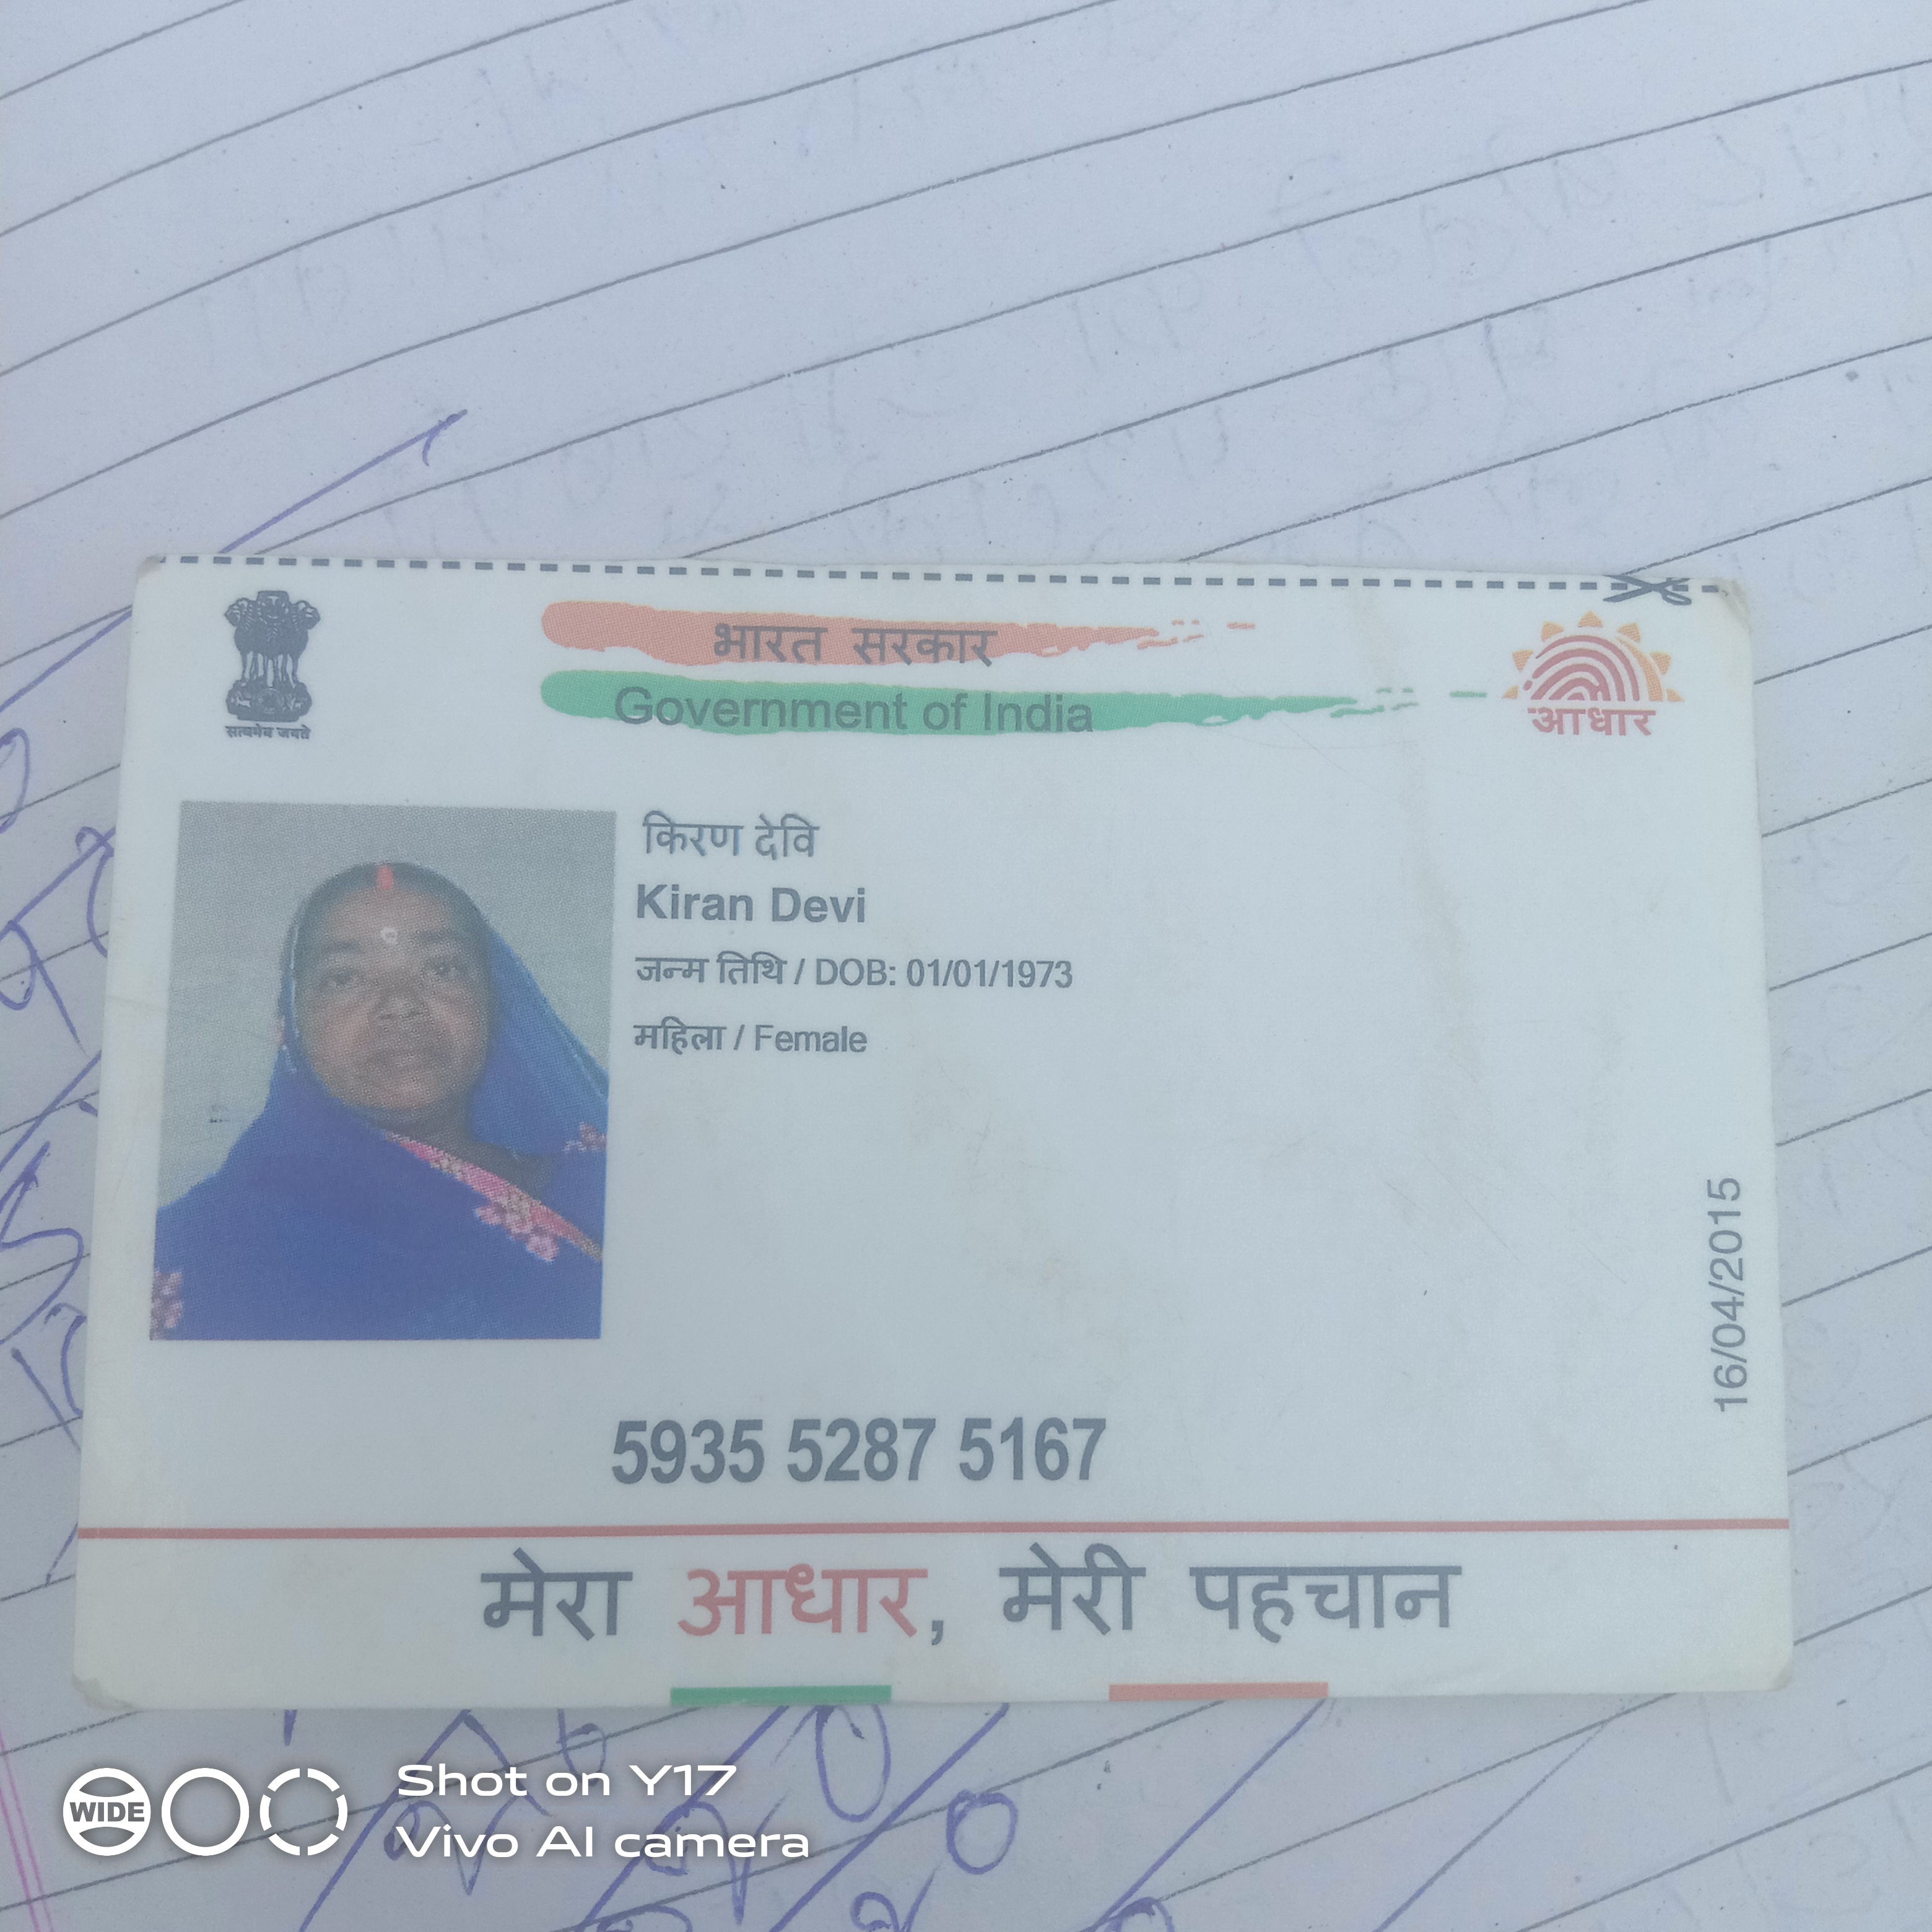 भारत सरकार
Government of India
सत्यमेव जयते
आधार
किरण देवि
Kiran Devi
जन्म तिथि / DOB: 01/01/1973
महिला / Female
16/04/2015
5935 5287 5167
मेरा आधार, मेरी पहचान
WIDE
Shot on Y17
Vivo AI camera